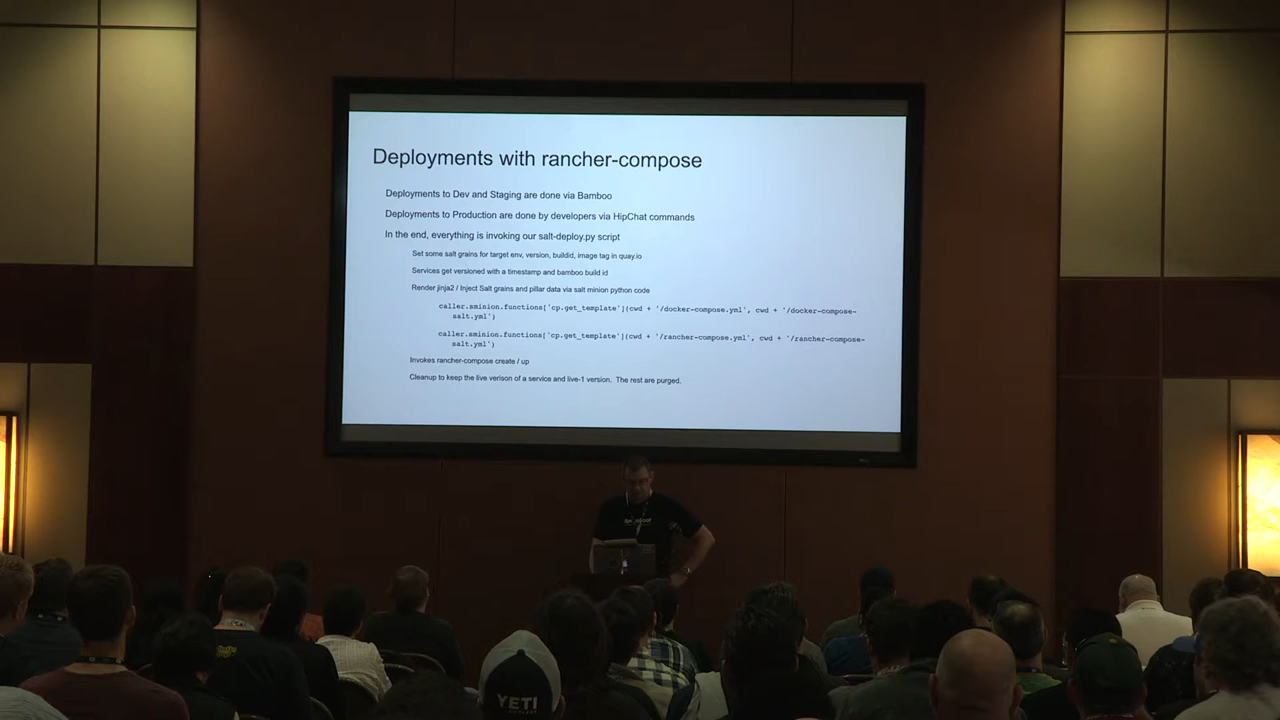 Deployments with rancher-compose
Deployments to Dev and Staging are done via Bamboo
Deployments to Production are done by developers via HipChat commands
In the end, everything is invoking our salt-deploy.py script
Set some salt grains for target env, version, buildid, image tag in quay.io
Services get versioned with a timestamp and bamboo build id
Render jinja2 / Inject Salt grains and pillar data via salt minion python code
caller.sminion.functions['cp.get_template'](cwd + '/docker-compose.yml', cwd + '/docker-compose-
salt.yml')
caller.sminion.functions['cp.get_template'](cwd + '/rancher-compose.yml', cwd + '/rancher-compose-
salt.yml')
Invokes rancher-compose create / up
Cleanup to keep the live verison of a service and live-1 version. The rest are purged.
YETI